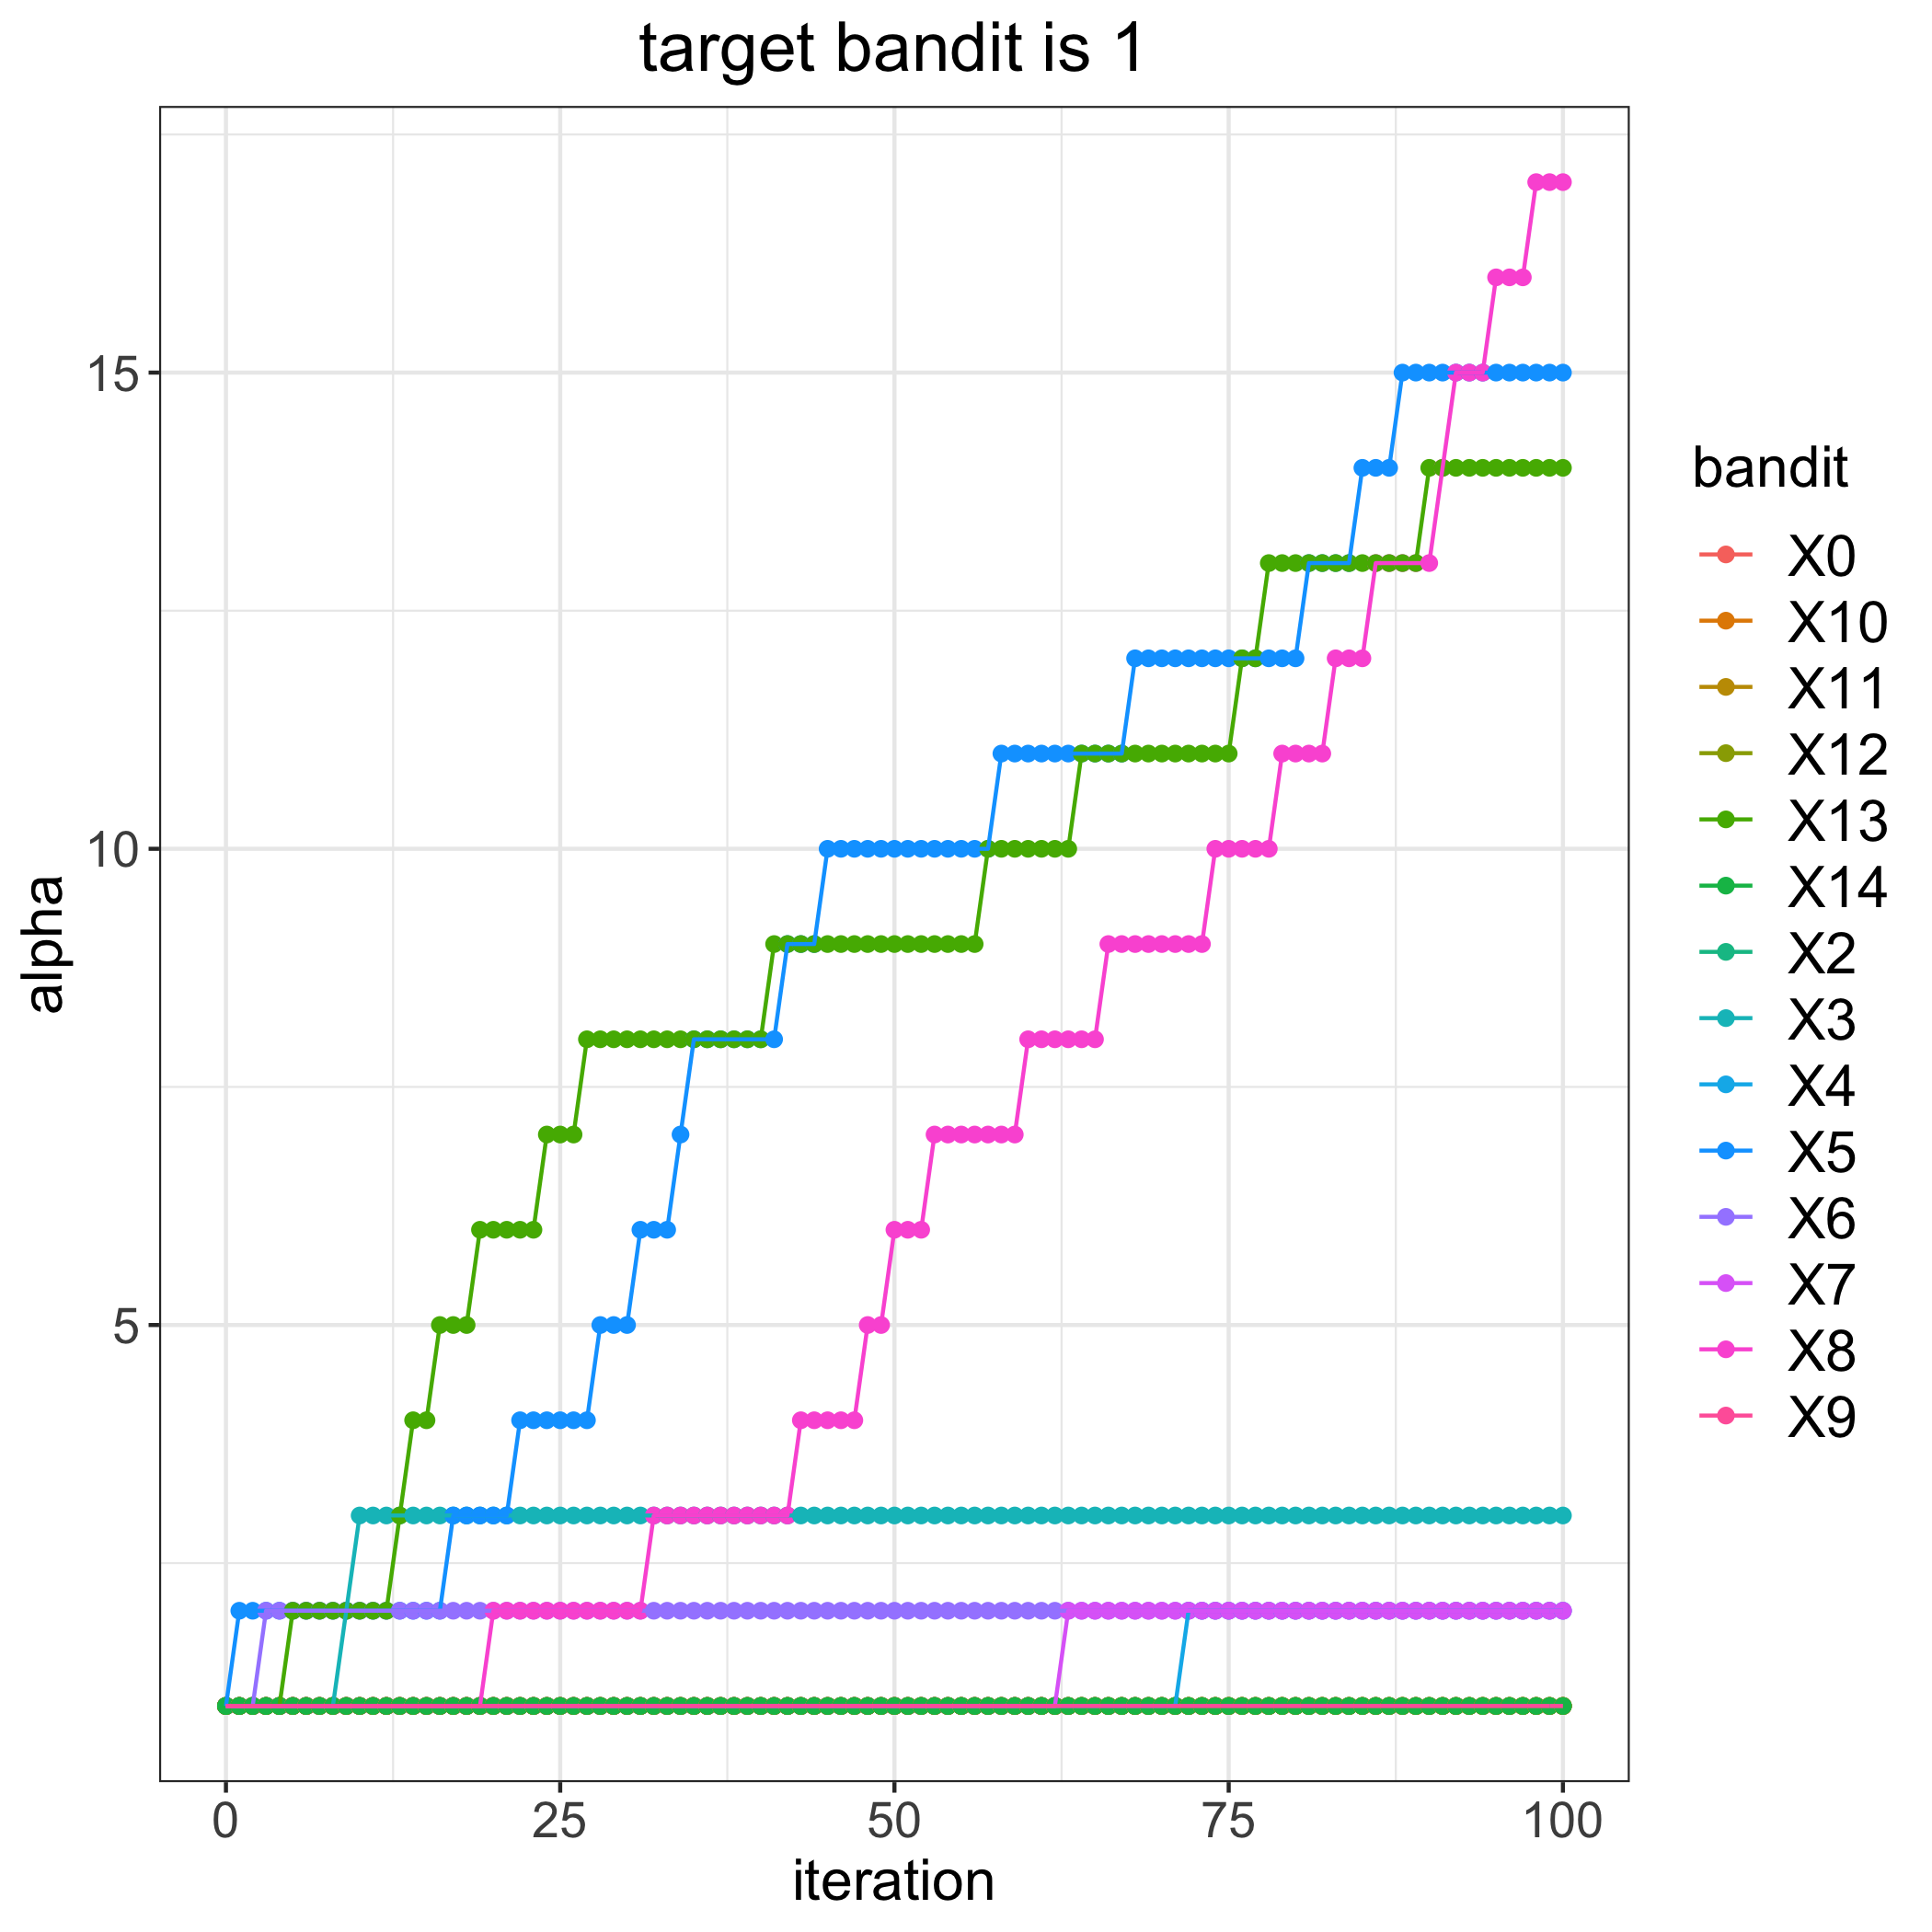 target bandit is 1
15
10
5
alpha
0 25 50 75 100
iteration
bandit
X0
X10
X11
X12
X13
X14
X2
X3
X4
X5
X6
X7
X8
X9